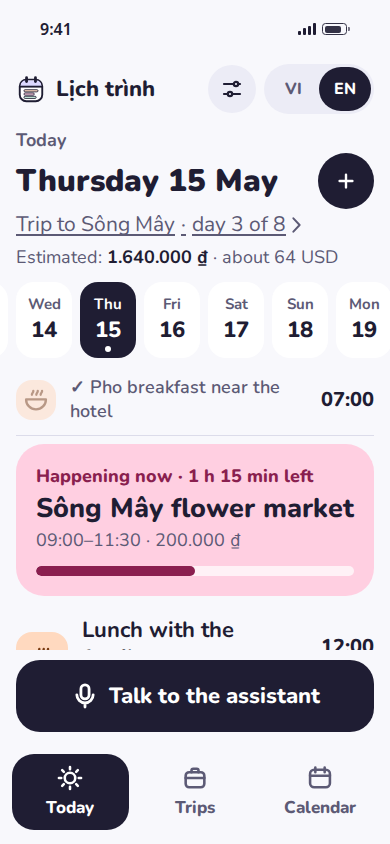 9:41
Lịch trình
VI
EN
Today
Thursday 15 May
Trip to Sông Mây · day 3 of 8
Estimated: 1.640.000 ₫ · about 64 USD
Wed
14
Thu
15
Fri
16
Sat
17
Sun
18
Mon
19
✓ Pho breakfast near the
hotel
07:00
Happening now · 1 h 15 min left
Sông Mây flower market
09:00–11:30 · 200.000 ₫
Lunch with the
12:00
Talk to the assistant
Today
Trips
Calendar